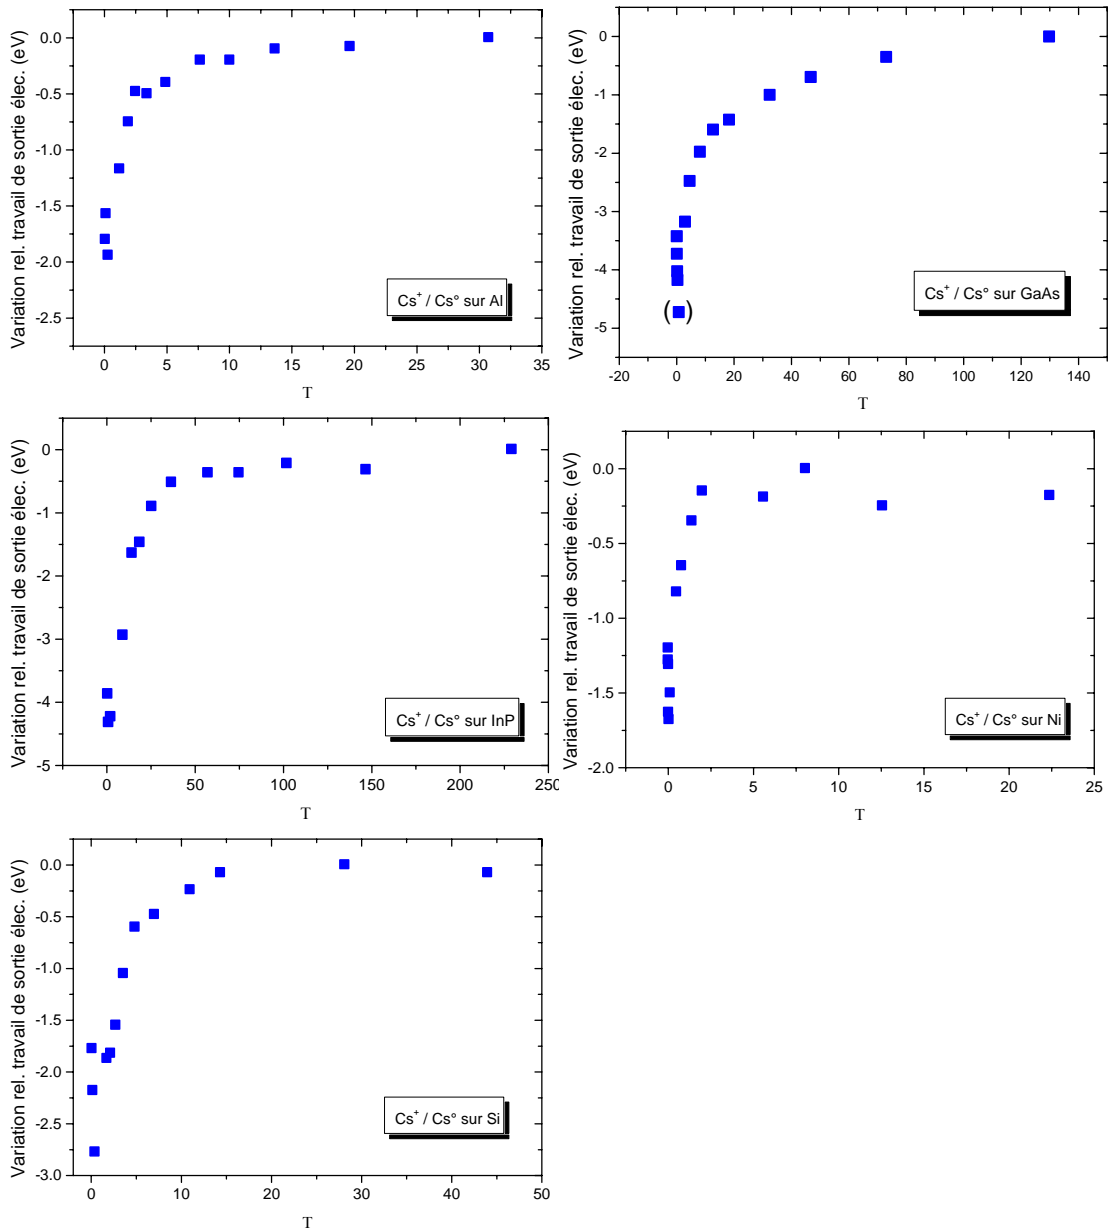 Variation rel. travail de sortie élec. (eV)
0.0
-0.5
-1.0
-1.5
-2.0
-2.5
0 5 10 15 20 25 30 35
T
Cs+ / Cs° sur Al
Variation rel. travail de sortie élec. (eV)
0
-1
-2
-3
-4
-5
( )
-20 0 20 40 60 80 100 120 140
T
Cs+ / Cs° sur GaAs
Variation rel. travail de sortie élec. (eV)
0
-1
-2
-3
-4
-5
0 50 100 150 200 250
T
Cs+ / Cs° sur InP
Variation rel. travail de sortie élec. (eV)
0.0
-0.5
-1.0
-1.5
-2.0
0 5 10 15 20 25
T
Cs+ / Cs° sur Ni
Variation rel. travail de sortie élec. (eV)
0.0
-0.5
-1.0
-1.5
-2.0
-2.5
-3.0
0 10 20 30 40 50
T
Cs+ / Cs° sur Si